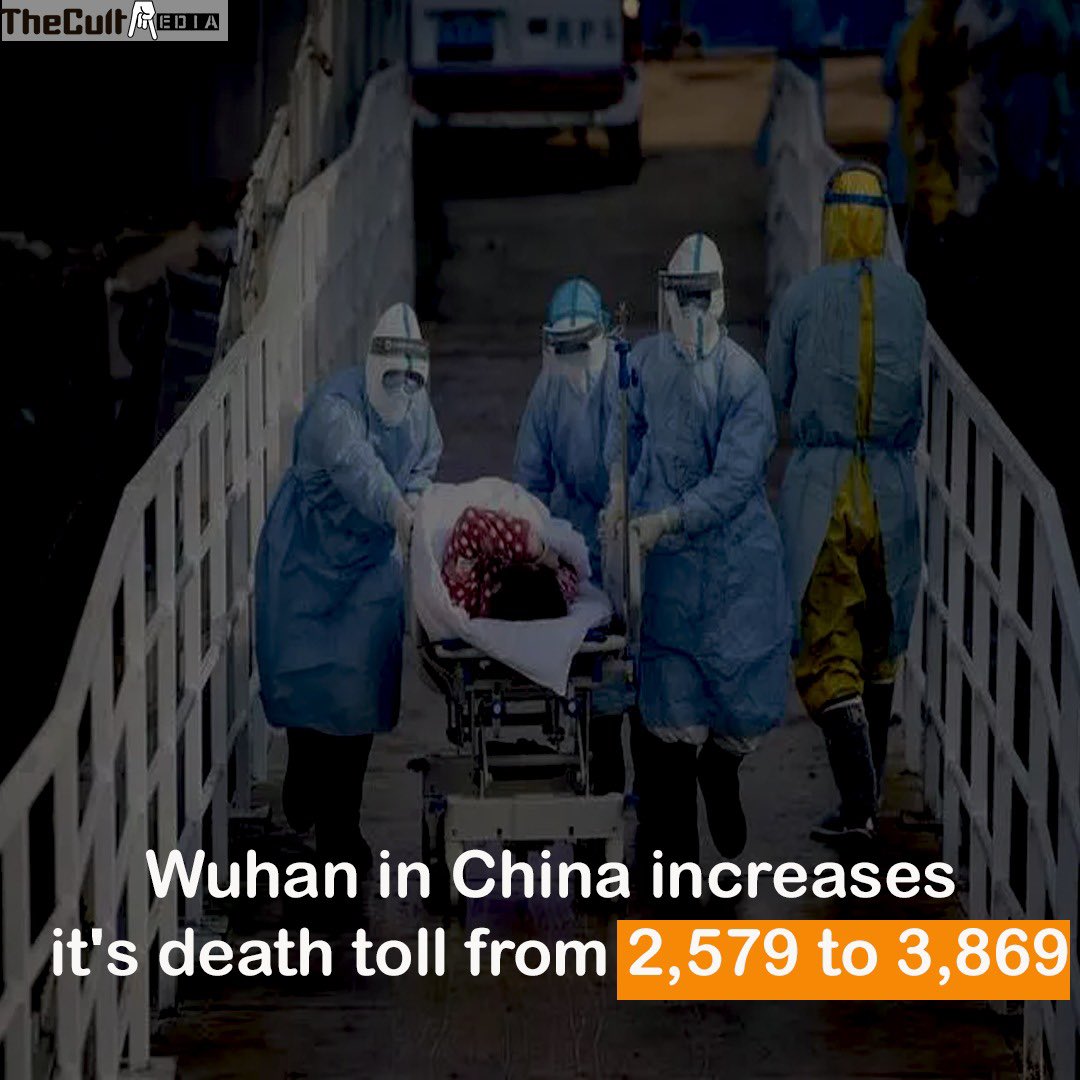 TheCult MEDIA
Wuhan in China increases
it's death toll from 2,579 to 3,869